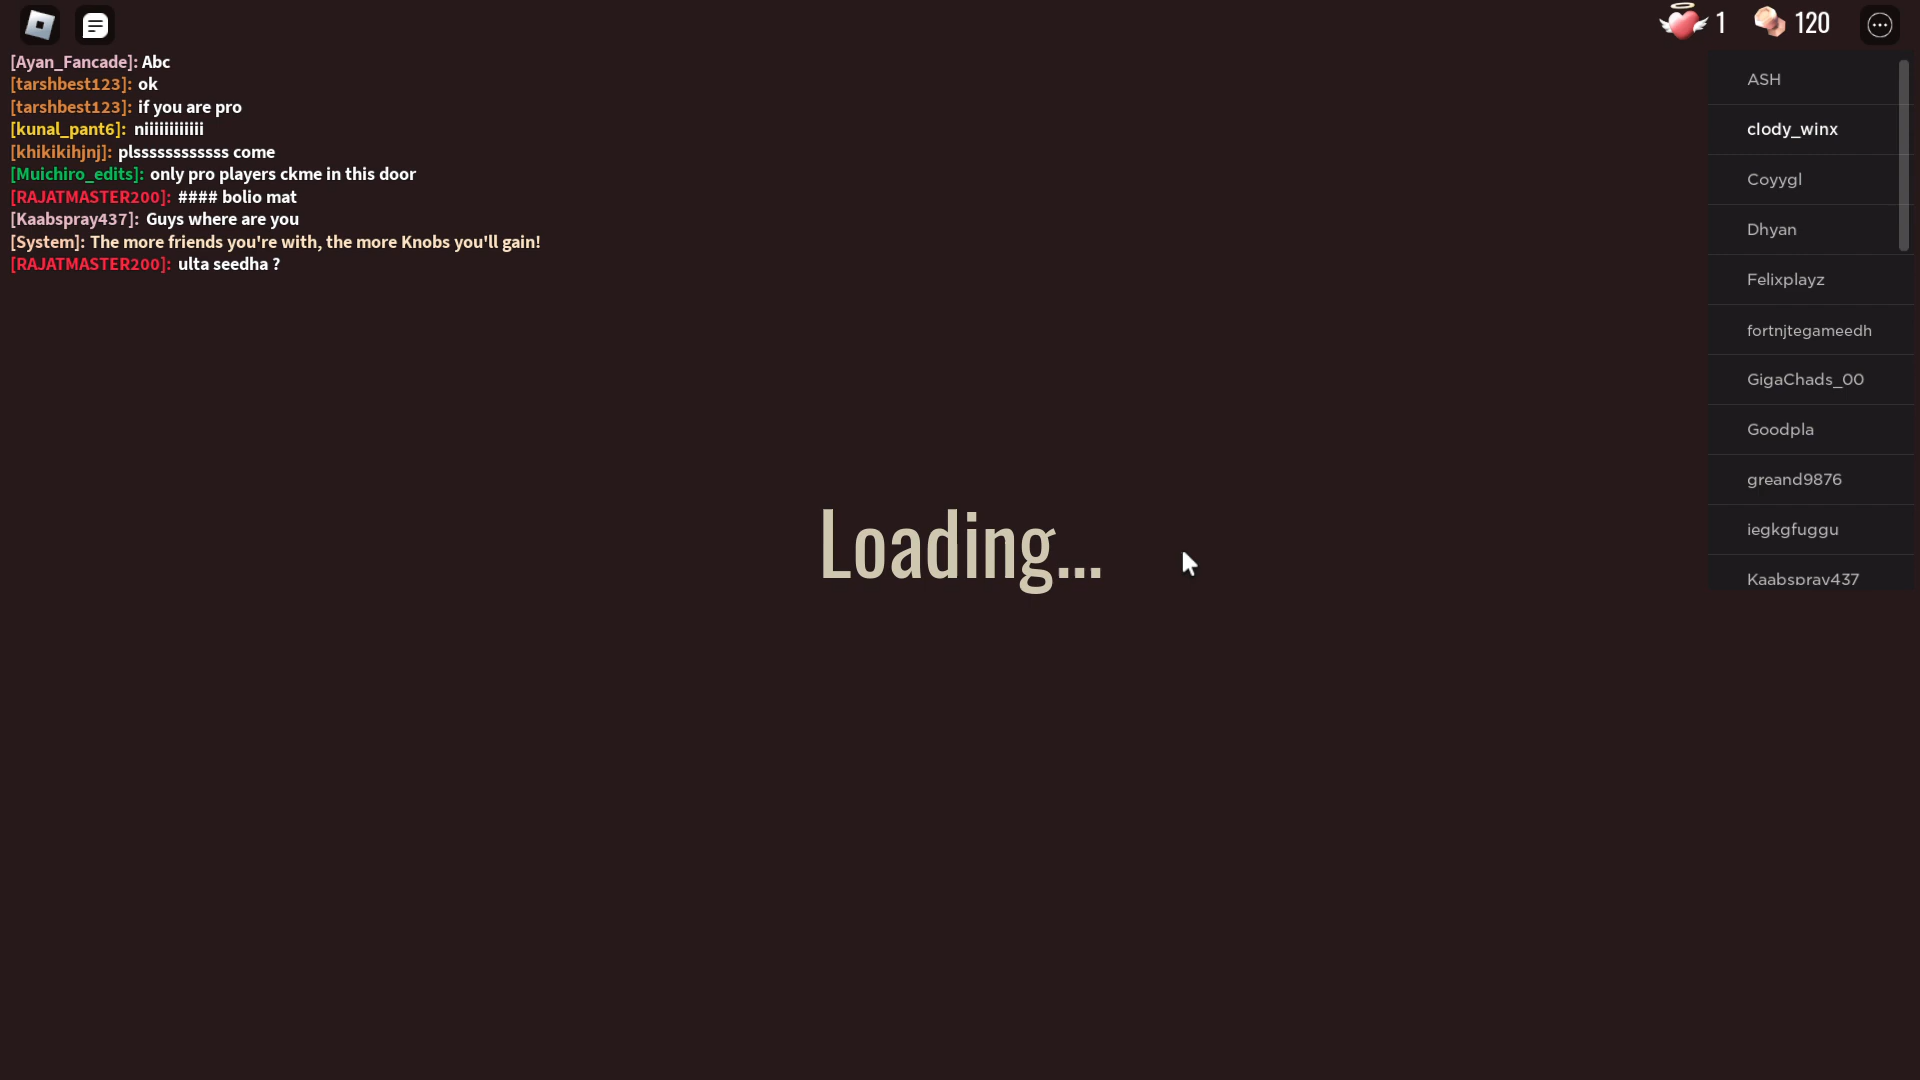 1
120
[Ayan_Fancade]: Abc
[tarshbest123]: ok
[tarshbest123]: if you are pro
[kunal_pant6]: niiiiiiiiiiii
[khikikihjnj]: plsssssssssssss come
[Muichiro_edits]: only pro players ckme in this door
[RAJATMASTER200]: #### bolio mat
[Kaabspray437]: Guys where are you
[System]: The more friends you're with, the more Knobs you'll gain!
[RAJATMASTER200]: ulta seedha ?
ASH
clody_winx
Coyygl
Dhyan
Felixplayz
fortnjtegameedh
GigaChads_00
Goodpla
greand9876
iegkgfuggu
Kaabspray437
Loading...